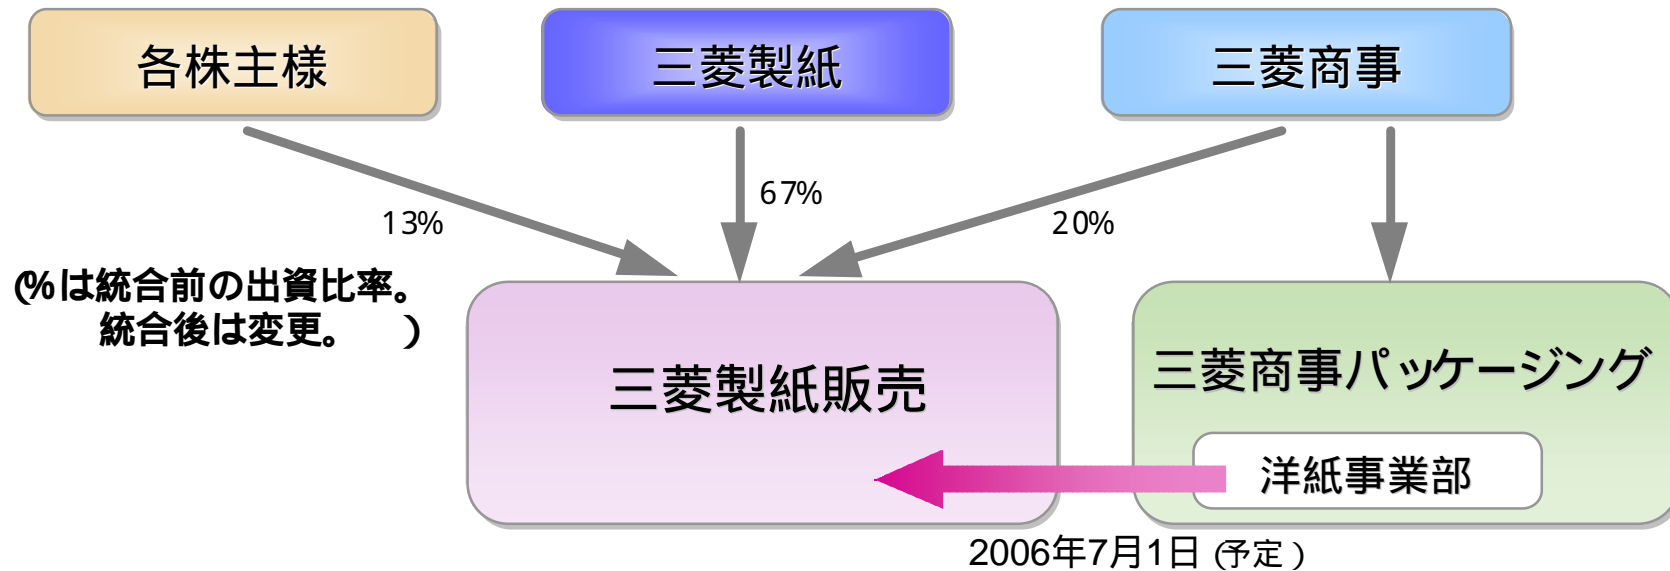 各株主様
三菱製紙
三菱商事
13%
67%
20%
(%は統合前の出資比率。
統合後は変更。　)
三菱製紙販売
三菱商事パッケージング
洋紙事業部
2006年7月1日 (予定)